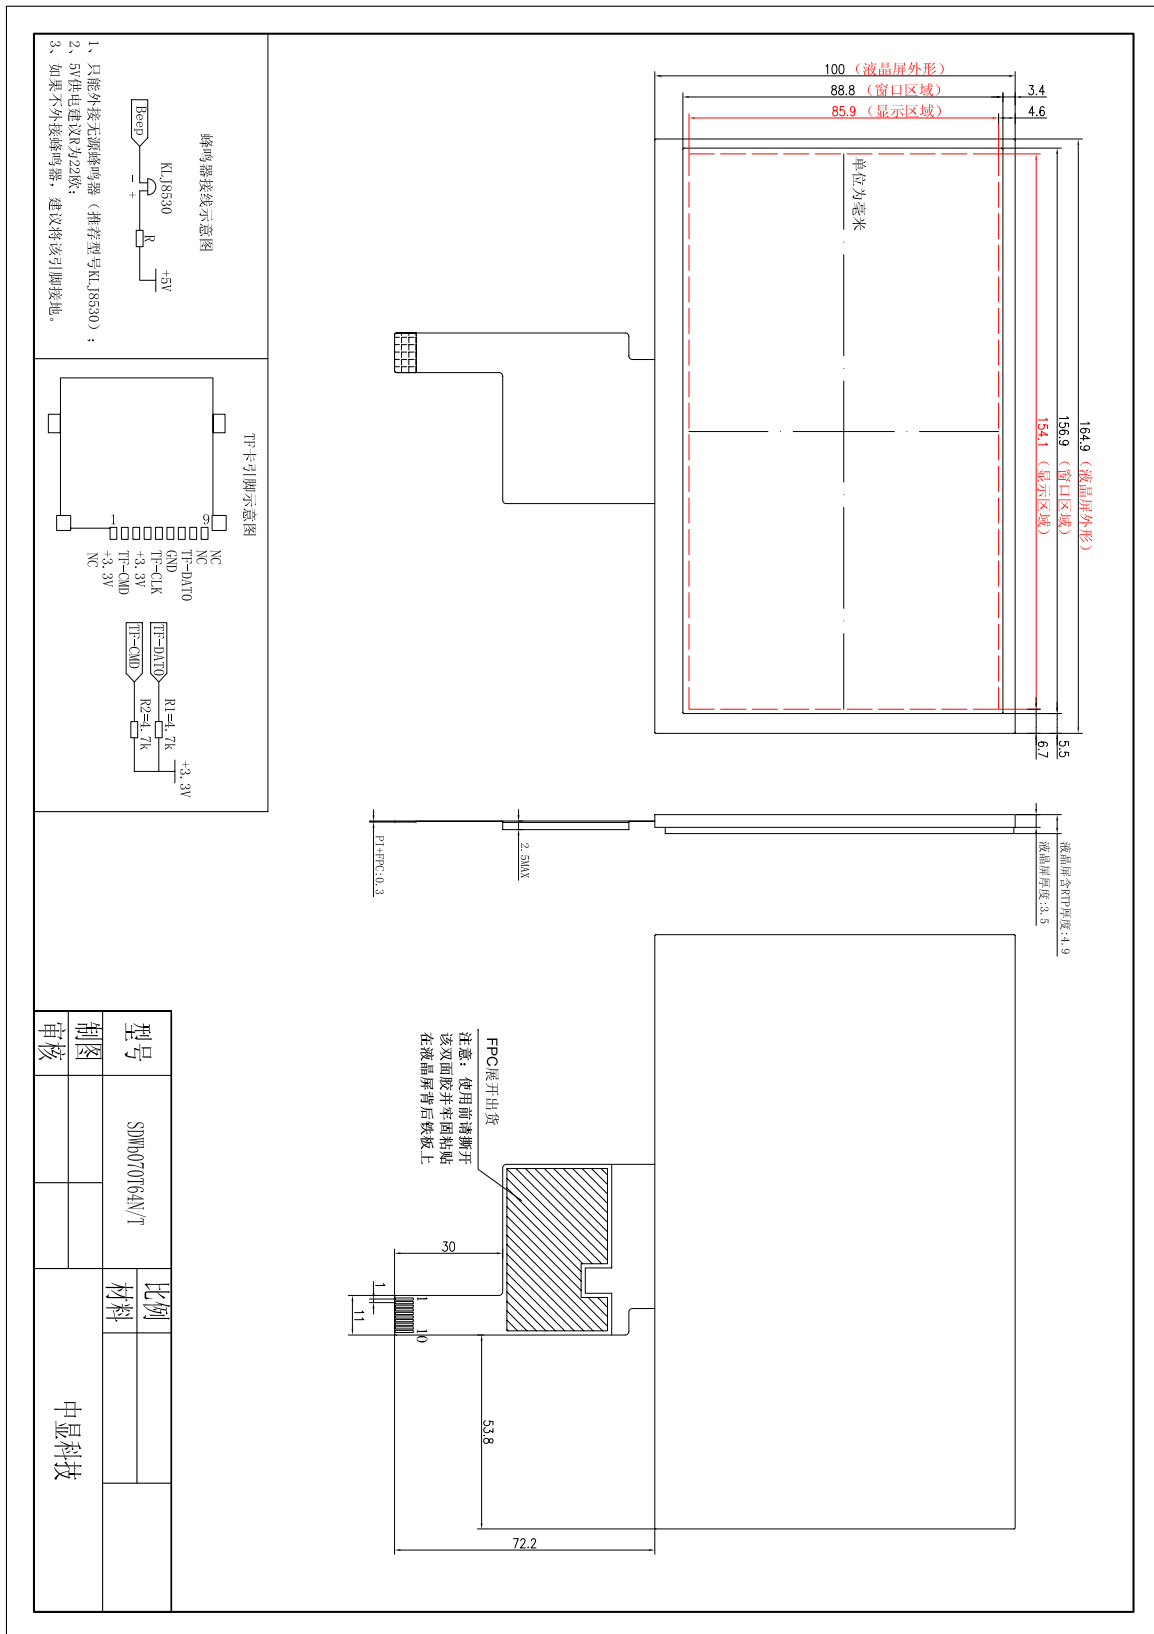 100（液晶屏外形）
88.8（窗口区域）
85.9（显示区域）
3.4
4.6
单位为毫米
164.9（液晶屏外形）
156.9（窗口区域）
154.1（显示区域）
5.5
6.7
蜂鸣器接线示意图
Beep
KLJ8530
- +
R
+5V
1、只能外接无源蜂鸣器（推荐型号KLJ8530）;
2、5V供电建议R为22欧;
3、如果不外接蜂鸣器，建议将该引脚接地。
TF卡引脚示意图
1
9
NC
NC
TF-DAT0
GND
TF-CLK
+3.3V
TF-CMD
+3.3V
NC
TF-DAT0
TF-CMD
R1=4.7k
R2=4.7k
+3.3V
液晶屏含RTP厚度:4.9
液晶屏厚度:3.5
2.5MAX
PI+FPC:0.3
FPC展开出货
注意：使用前请撕开
该双面胶并牢固粘贴
在液晶屏背后铁板上
30
1
11
1
10
53.8
72.2
型号
SDWb070T64N/T
比例
材料
制图
审核
中显科技